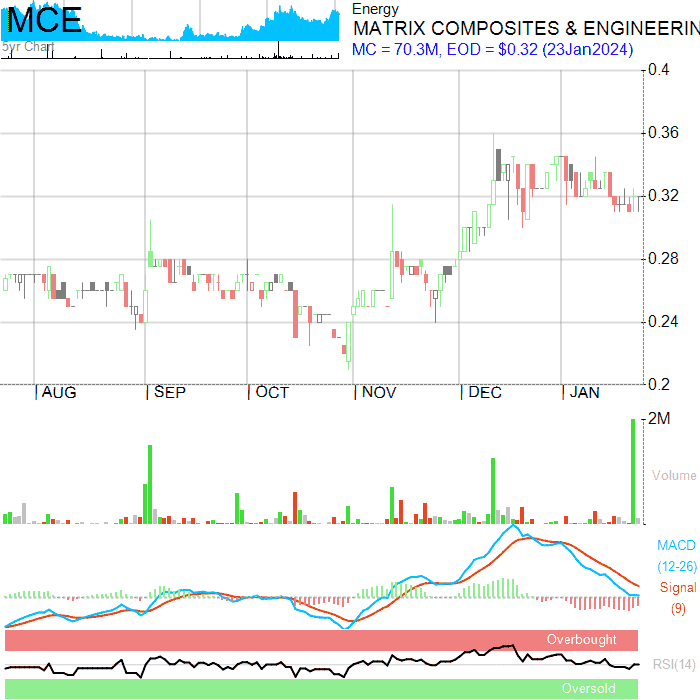 MCE
5yr Chart
Energy
MATRIX COMPOSITES & ENGINEERIN
MC = 70.3M, EOD = $0.32 (23Jan2024)
0.4
0.36
0.32
0.28
0.24
0.2
AUG SEP OCT NOV DEC JAN
2M
Volume
MACD
(12-26)
Signal
(9)
Overbought
RSI(14)
Oversold